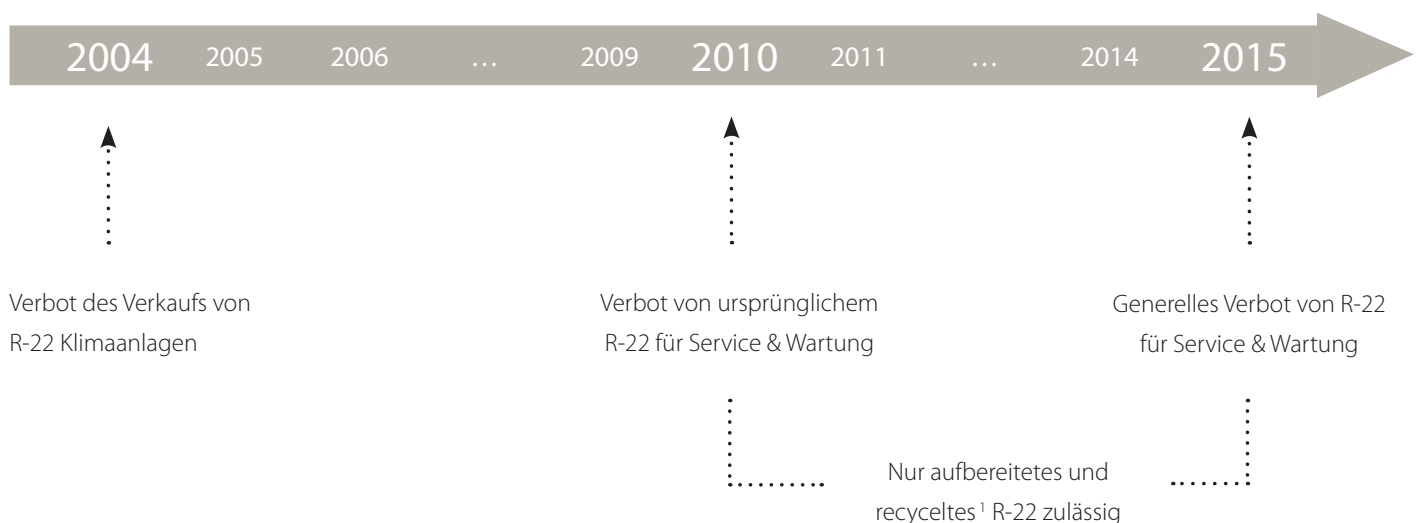 2004 2005 2006 … 2009 2010 2011 … 2014 2015
Verbot des Verkaufs von
R-22 Klimaanlagen
Verbot von ursprünglichem
R-22 für Service & Wartung
Generelles Verbot von R-22
für Service & Wartung
Nur aufbereitetes und
recyceltes ¹ R-22 zulässig